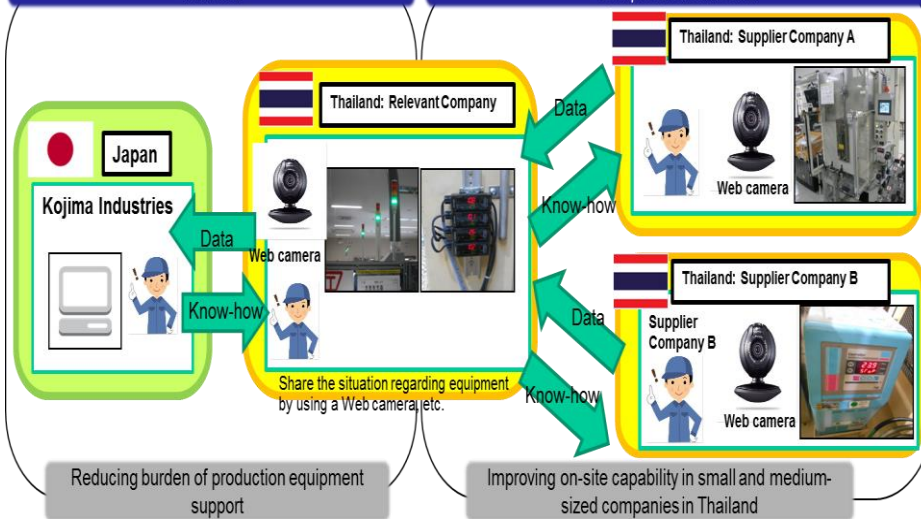 Thailand: Supplier Company A
Thailand: Relevant Company
Japan
Kojima Industries
Data
Know-how
Web camera
Data
Know-how
Web camera
Share the situation regarding equipment
by using a Web camera, etc.
Thailand: Supplier Company B
Supplier
Company B
Data
Know-how
Web camera
Reducing burden of production equipment
support
Improving on-site capability in small and medium-
sized companies in Thailand